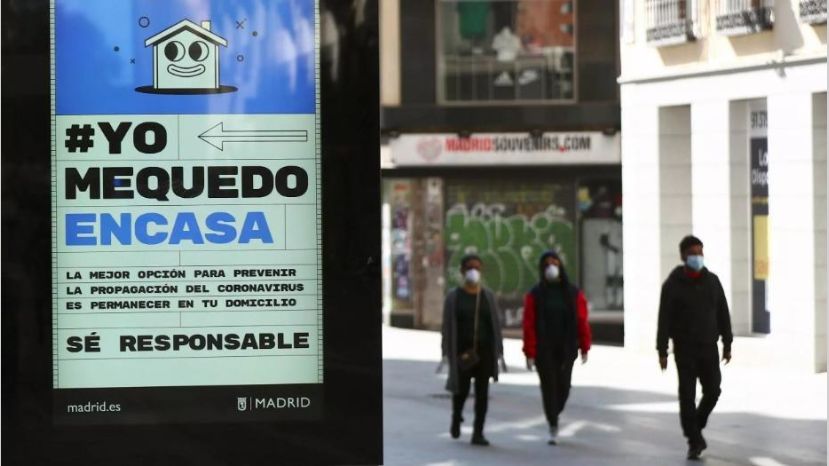 #YO
MEQUEDO
ENCASA
LA MEJOR OPCIÓN PARA PREVENIR
LA PROPAGACIÓN DEL CORONAVIRUS
ES PERMANECER EN TU DOMICILIO
SÉ RESPONSABLE
madrid.es
MADRID
MADRIDSOUVENIRS.COM